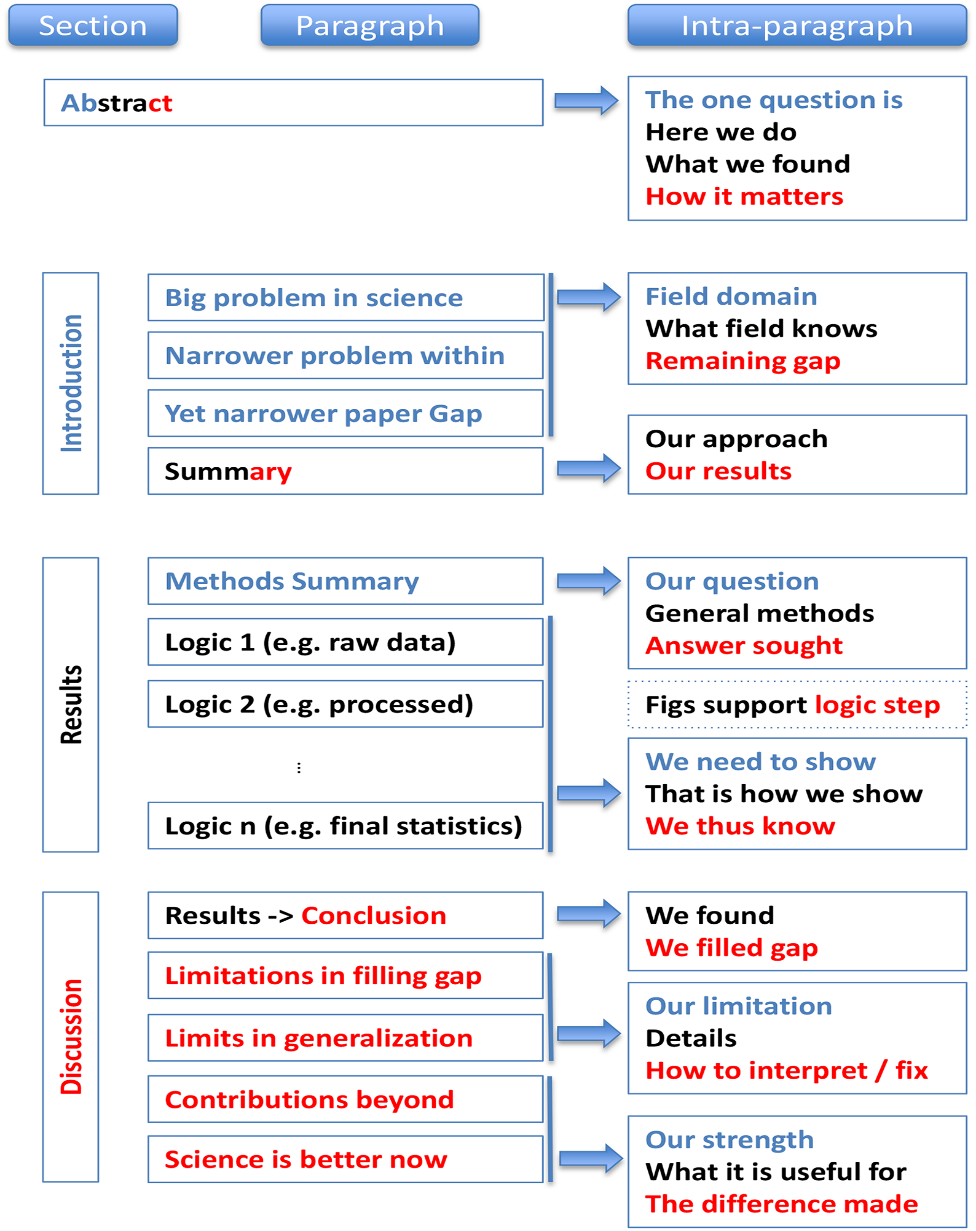 Section
Paragraph
Intra-paragraph
Abstract
The one question is
Here we do
What we found
How it matters
Introduction
Big problem in science
Narrower problem within
Yet narrower paper Gap
Field domain
What field knows
Remaining gap
Summary
Our approach
Our results
Results
Methods Summary
Our question
General methods
Answer sought
Logic 1 (e.g. raw data)
Logic 2 (e.g. processed)
...
Logic n (e.g. final statistics)
Figs support logic step
We need to show
That is how we show
We thus know
Discussion
Results -> Conclusion
We found
We filled gap
Limitations in filling gap
Limits in generalization
Our limitation
Details
How to interpret / fix
Contributions beyond
Science is better now
Our strength
What it is useful for
The difference made